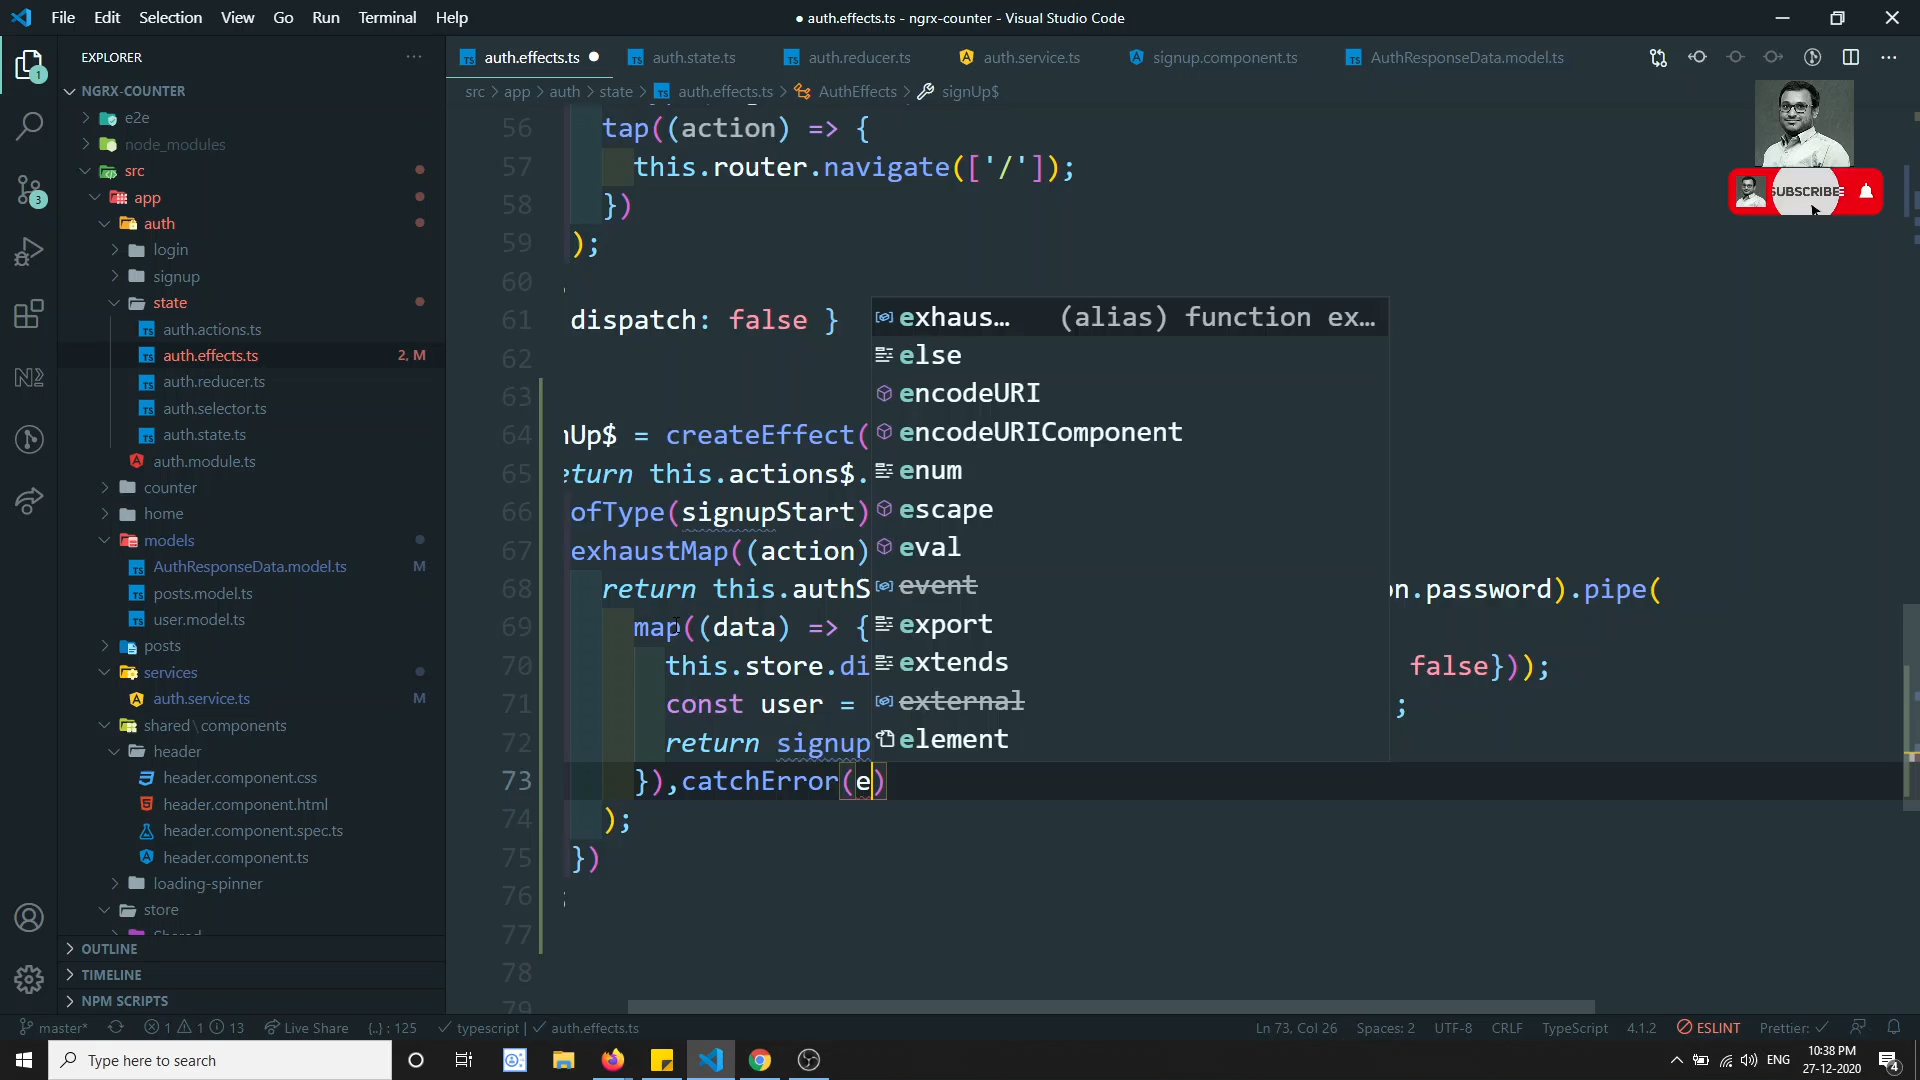 File Edit Selection View Go Run Terminal Help
● auth.effects.ts - ngrx-counter - Visual Studio Code
EXPLORER
auth.effects.ts
auth.state.ts
auth.reducer.ts
auth.service.ts
signup.component.ts
AuthResponseData.model.ts
src > app > auth > state > auth.effects.ts > AuthEffects > signUp$
NGRX-COUNTER
e2e
node_modules
src
app
auth
login
signup
state
auth.actions.ts
auth.effects.ts 2, M
auth.reducer.ts
auth.selector.ts
auth.state.ts
auth.module.ts
counter
home
models
AuthResponseData.model.ts M
posts.model.ts
user.model.ts
posts
services
auth.service.ts M
shared \ components
header
header.component.css
header.component.html
header.component.spec.ts
header.component.ts
loading-spinner
store
OUTLINE
TIMELINE
NPM SCRIPTS
56 tap((action) => {
57 this.router.navigate(['/']);
58 })
59 );
60
61 dispatch: false }
62
63
64 nUp$ = createEffect(
65 eturn this.actions$.
66 ofType(signupStart)
67 exhaustMap((action)
68 return this.authS n.password).pipe(
69 map((data) => {
70 this.store.di false}));
71 const user = ;
72 return signup
73 }),catchError(e)
74 );
75 })
76 ;
77
78
79
exhaus… (alias) function ex…
else
encodeURI
encodeURIComponent
enum
escape
eval
event
export
extends
external
element
SUBSCRIBE
1
3
master* 1 1 13 Live Share {..} : 125 typescript | auth.effects.ts
Ln 73, Col 26 Spaces: 2 UTF-8 CRLF TypeScript 4.1.2 ESLINT Prettier: ✓
Type here to search
ENG
10:38 PM
27-12-2020
4